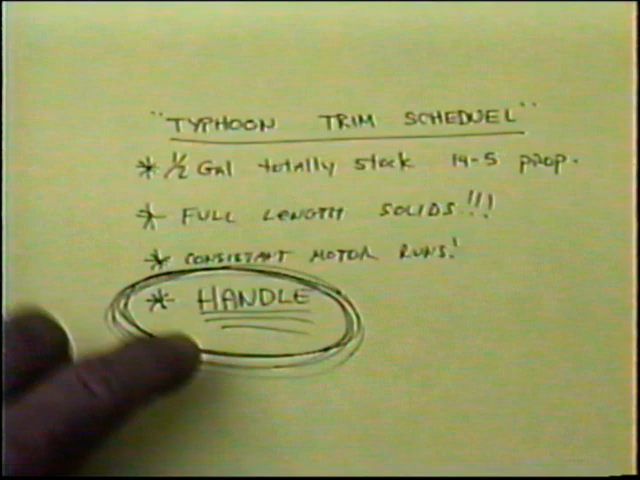 "TYPHOON TRIM SCHEDUEL"
* 1/2 Gal totally stock 14-5 prop.
* FULL LENGTH SOLIDS!!!
* CONSISTANT MOTOR RUNS!
* HANDLE